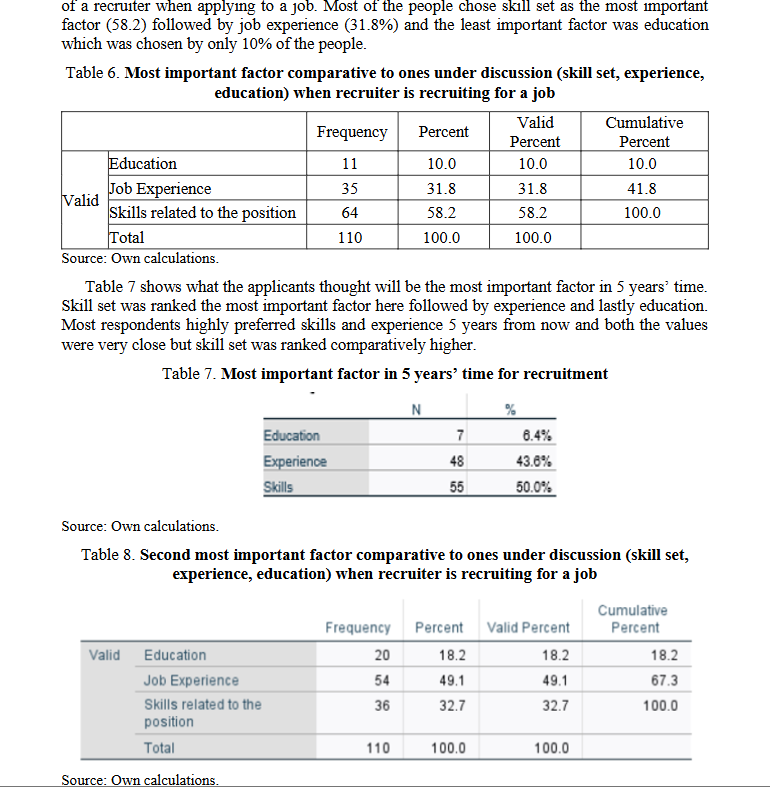 of a recruiter when applying to a job. Most of the people chose skill set as the most important
factor (58.2) followed by job experience (31.8%) and the least important factor was education
which was chosen by only 10% of the people.
Table 6. Most important factor comparative to ones under discussion (skill set, experience,
education) when recruiter is recruiting for a job
Frequency Percent Valid Percent Cumulative Percent
Valid
Education 11 10.0 10.0 10.0
Job Experience 35 31.8 31.8 41.8
Skills related to the position 64 58.2 58.2 100.0
Total 110 100.0 100.0
Source: Own calculations.
Table 7 shows what the applicants thought will be the most important factor in 5 years’ time.
Skill set was ranked the most important factor here followed by experience and lastly education.
Most respondents highly preferred skills and experience 5 years from now and both the values
were very close but skill set was ranked comparatively higher.
Table 7. Most important factor in 5 years’ time for recruitment
N %
Education 7 6.4%
Experience 48 43.6%
Skills 55 50.0%
Source: Own calculations.
Table 8. Second most important factor comparative to ones under discussion (skill set,
experience, education) when recruiter is recruiting for a job
Frequency Percent Valid Percent Cumulative Percent
Valid Education 20 18.2 18.2 18.2
Job Experience 54 49.1 49.1 67.3
Skills related to the position 36 32.7 32.7 100.0
Total 110 100.0 100.0
Source: Own calculations.